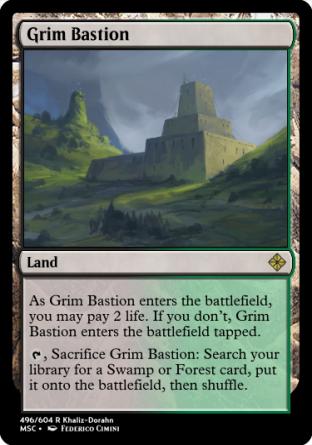 Grim Bastion
Land
As Grim Bastion enters the battlefield,
you may pay 2 life. If you don't, Grim
Bastion enters the battlefield tapped.
, Sacrifice Grim Bastion: Search your
library for a Swamp or Forest card, put
it onto the battlefield, then shuffle.
496/604 R Khaliz-Dorahn
MSC • Federico Cimini